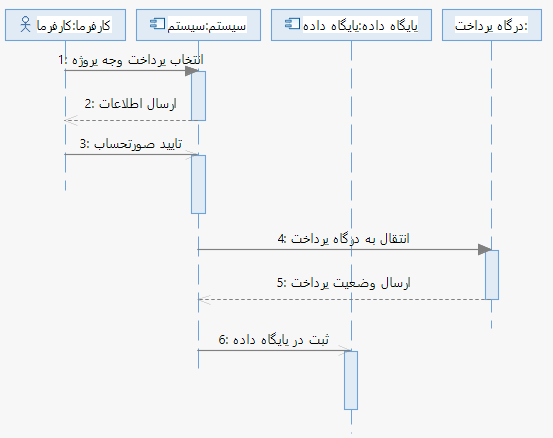 کارفرما:کارفرما
سیستم:سیستم
پایگاه داده:پایگاه داده
درگاه پرداخت:
1: انتخاب پرداخت وجه پروژه
2: ارسال اطلاعات
3: تایید صورتحساب
4: انتقال به درگاه پرداخت
5: ارسال وضعیت پرداخت
6: ثبت در پایگاه داده